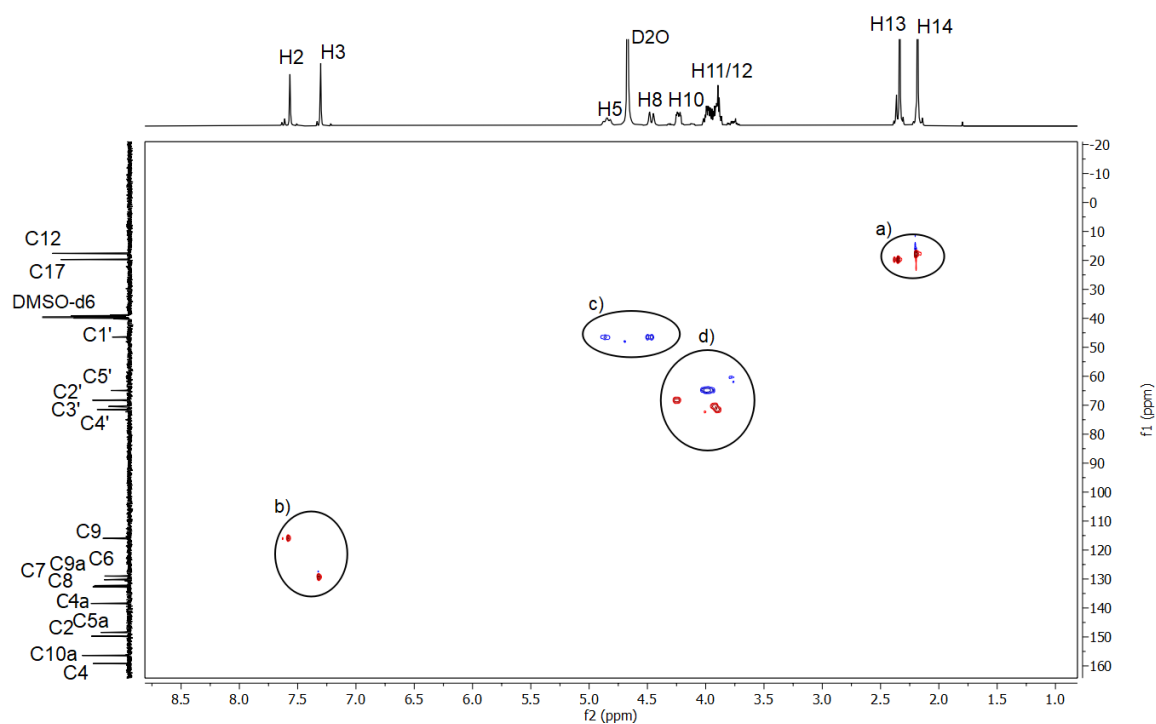 H2
H3
H5
D2O
H8
H10
H11/12
H13
H14
C12
C17
DMSO-d6
C1'
C5'
C2'
C3'
C4'
C9
C6
C9a
C7
C8
C4a
C5a
C2
C10a
C4
a)
c)
d)
b)
-20
-10
0
10
20
30
40
50
60
70
80
90
100
110
120
130
140
150
160
f1 (ppm)
8.5 8.0 7.5 7.0 6.5 6.0 5.5 5.0 4.5 4.0 3.5 3.0 2.5 2.0 1.5 1.0
f2 (ppm)